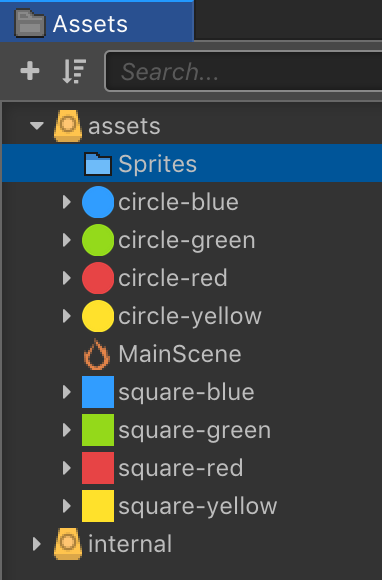 Assets
Search...
assets
Sprites
circle-blue
circle-green
circle-red
circle-yellow
MainScene
square-blue
square-green
square-red
square-yellow
internal